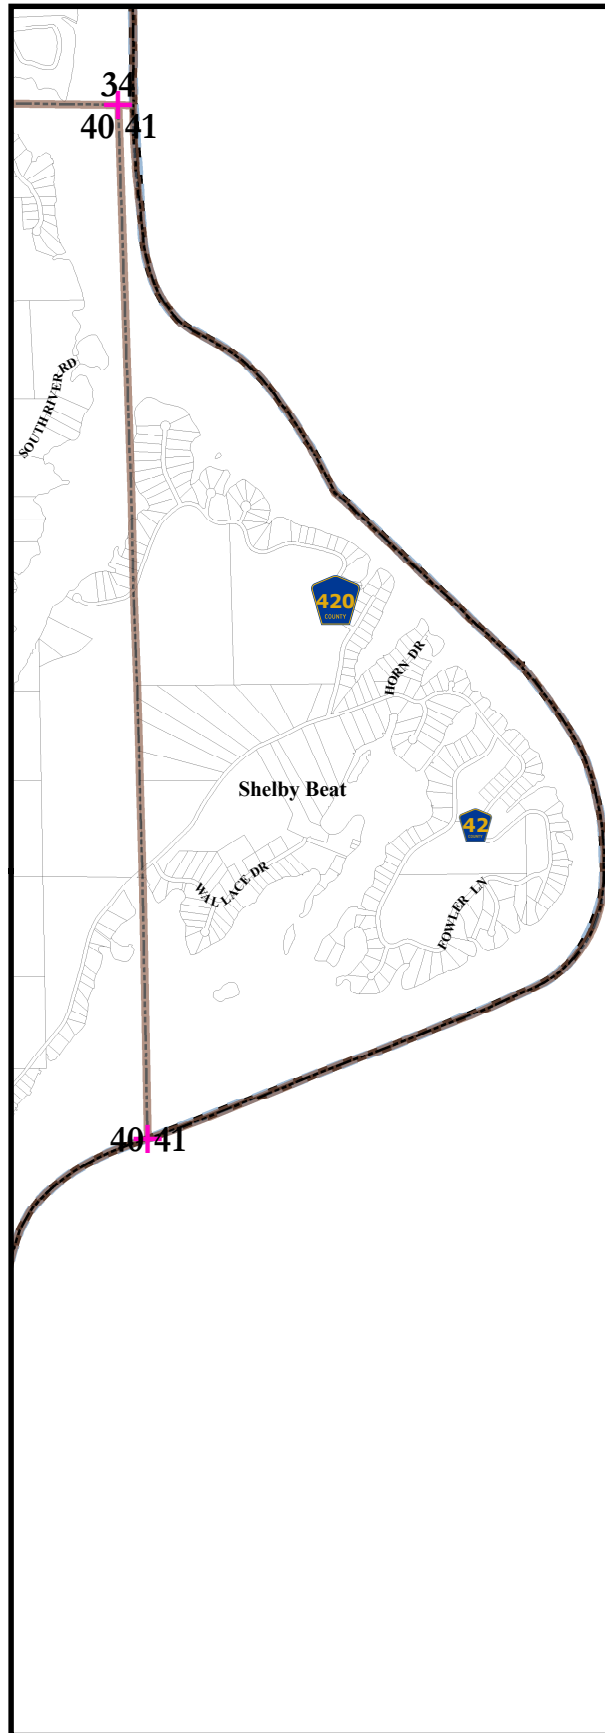 34
40 41
SOUTH RIVER RD
420
COUNTY
HORN DR
Shelby Beat
42
COUNTY
WALLACE DR
FOWLER LN
40 41